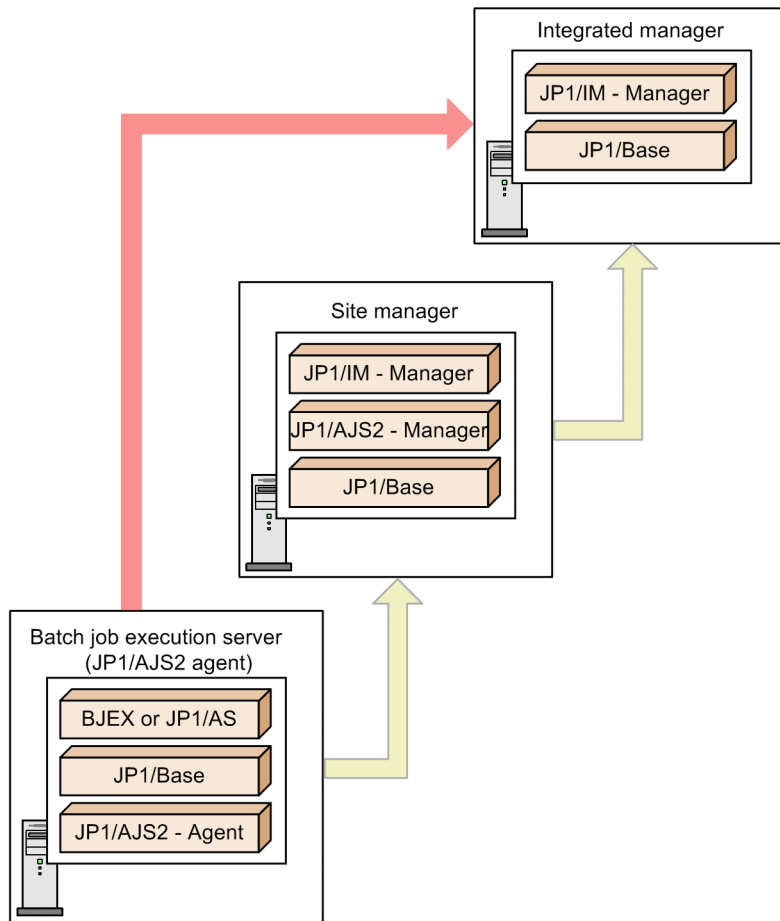 Integrated manager
JP1/IM - Manager
JP1/Base
Site manager
JP1/IM - Manager
JP1/AJS2 - Manager
JP1/Base
Batch job execution server
(JP1/AJS2 agent)
BJEX or JP1/AS
JP1/Base
JP1/AJS2 - Agent